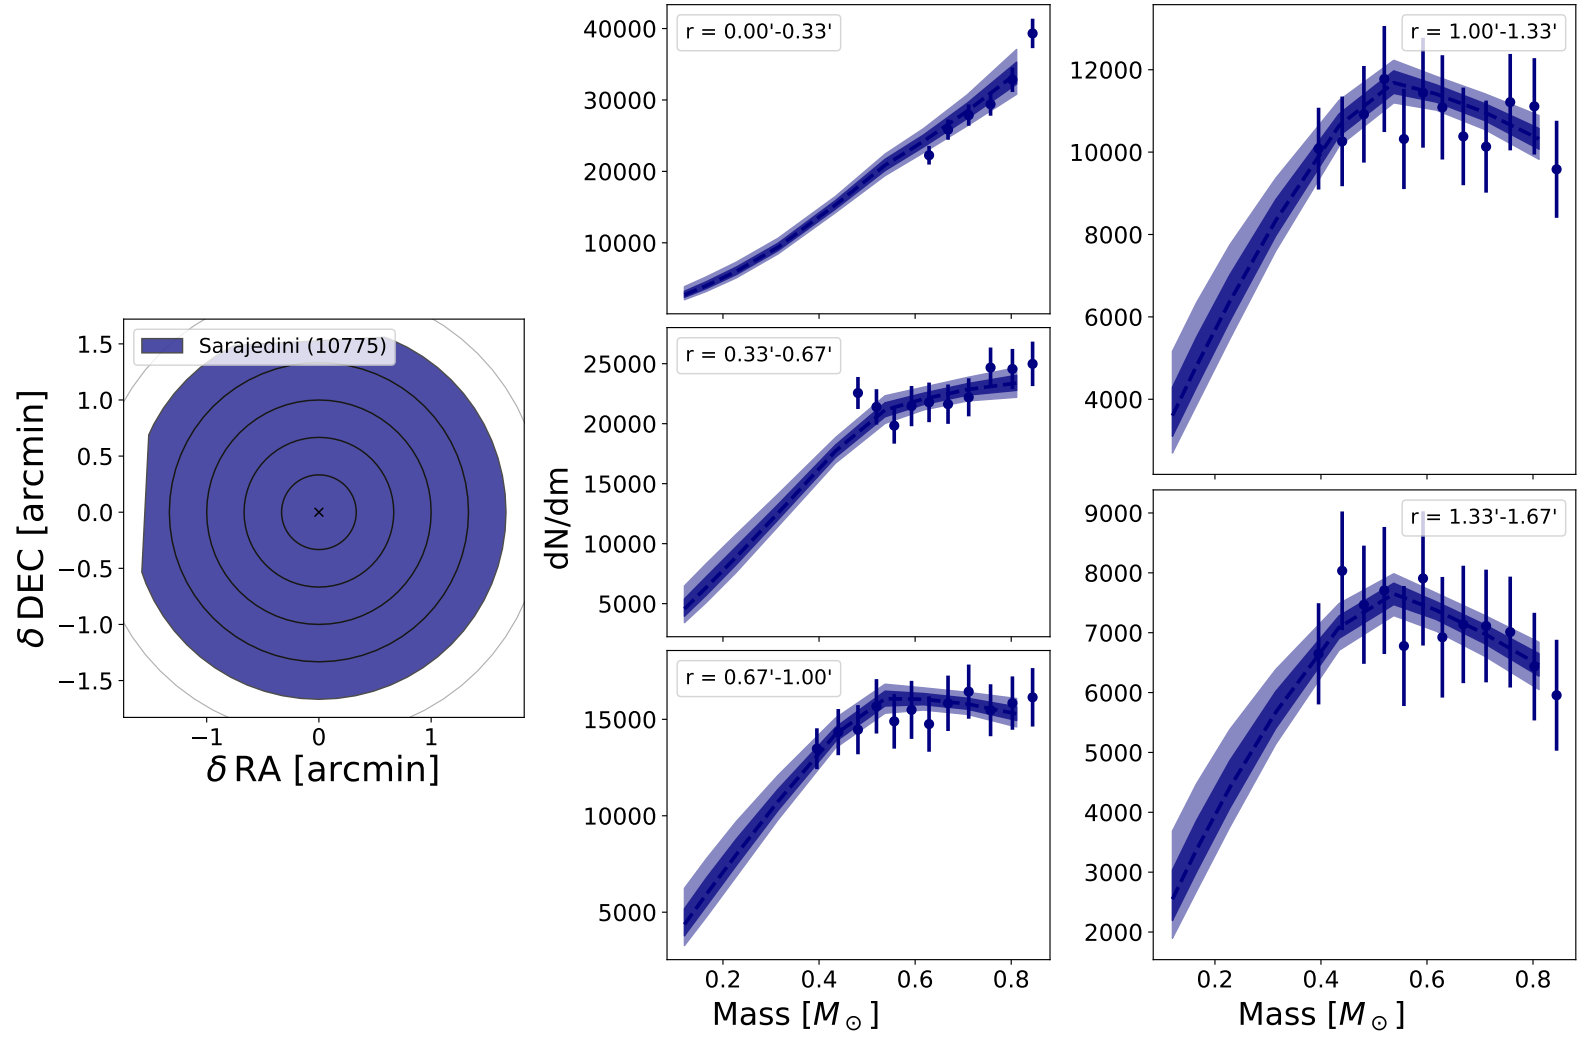 Sarajedini (10775)
1.5
1.0
0.5
0.0
−0.5
−1.0
−1.5
δ DEC [arcmin]
−1 0 1
δ RA [arcmin]
r = 0.00'-0.33'
40000
30000
20000
10000
r = 0.33'-0.67'
25000
20000
15000
10000
5000
dN/dm
r = 0.67'-1.00'
15000
10000
5000
0.2 0.4 0.6 0.8
Mass [M⊙]
r = 1.00'-1.33'
12000
10000
8000
6000
4000
r = 1.33'-1.67'
9000
8000
7000
6000
5000
4000
3000
2000
0.2 0.4 0.6 0.8
Mass [M⊙]